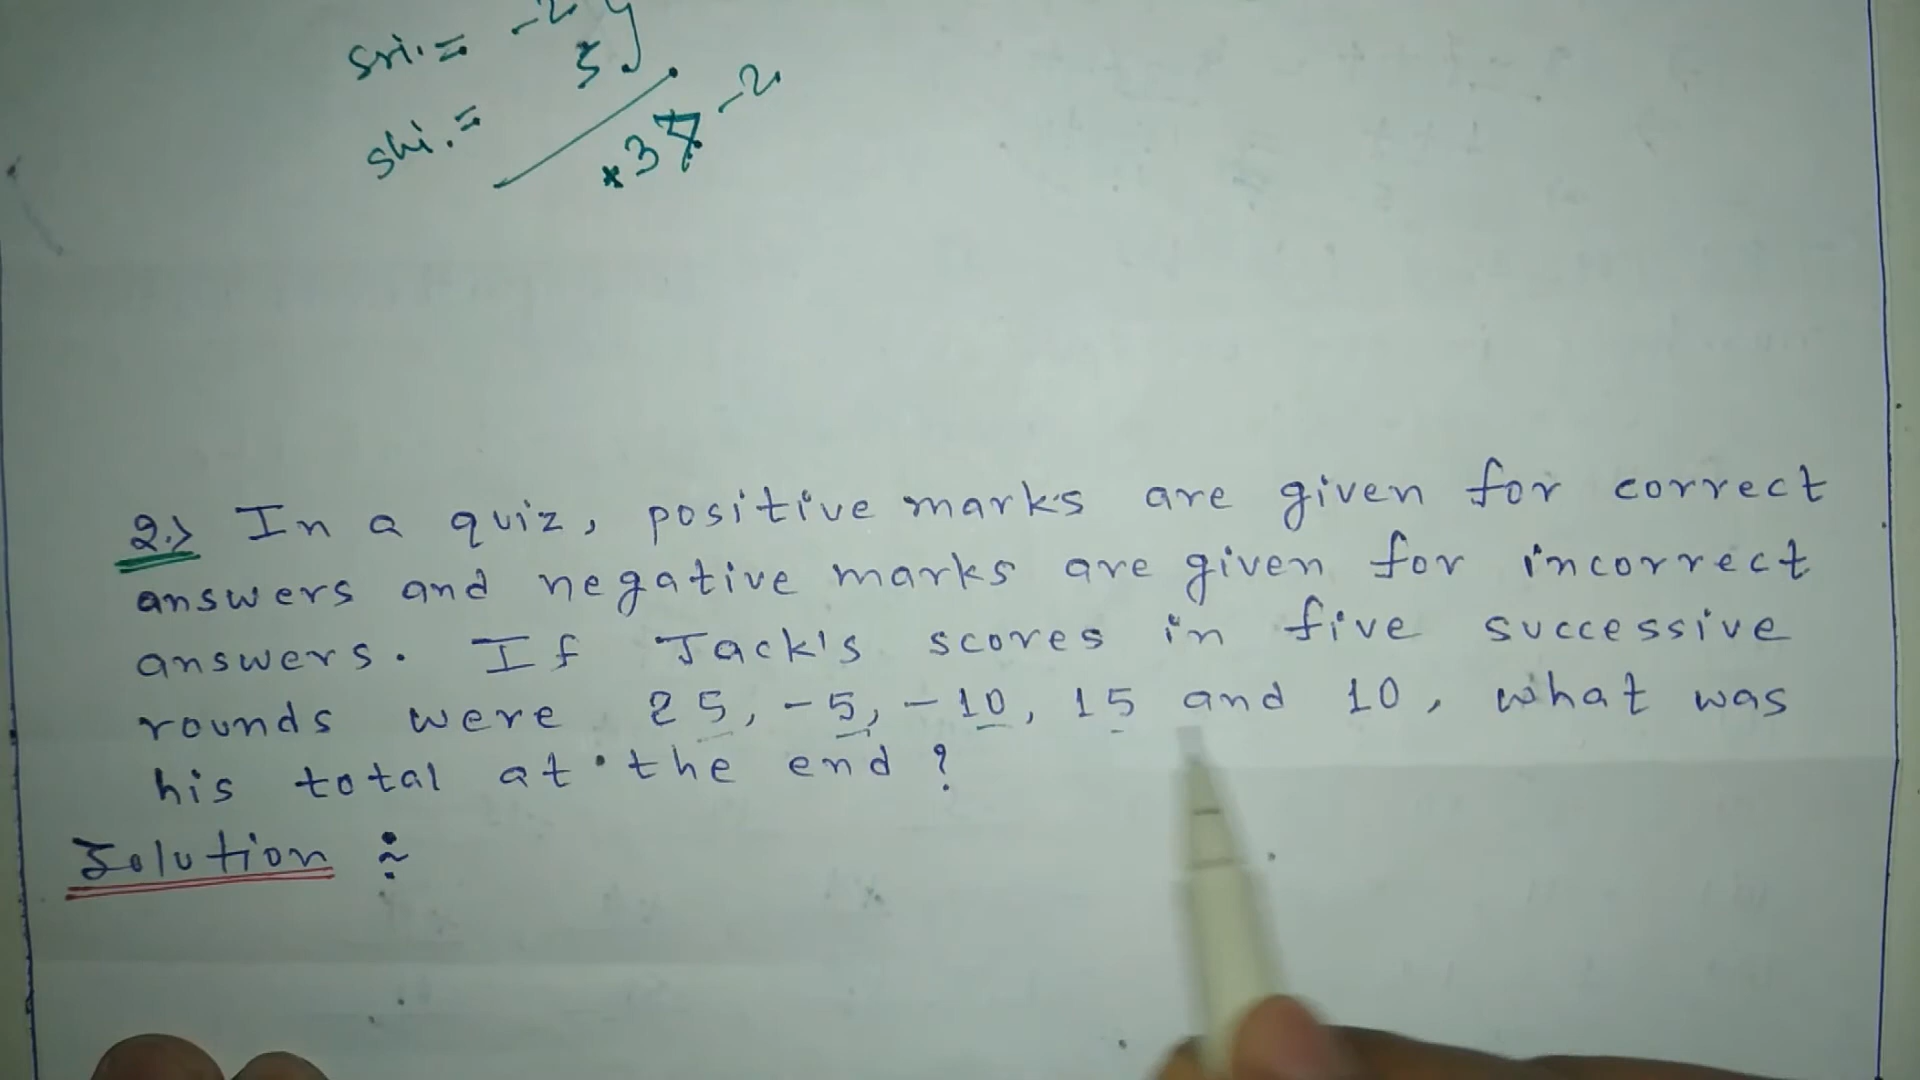 sri. = -2
shi. = 5
-2
2.> In a quiz, positive marks are given for correct
answers and negative marks are given for incorrect
answers. If Jack's scores in five successive
rounds were 25, -5, -10, 15 and 10, what was
his total at the end ?
Solution :